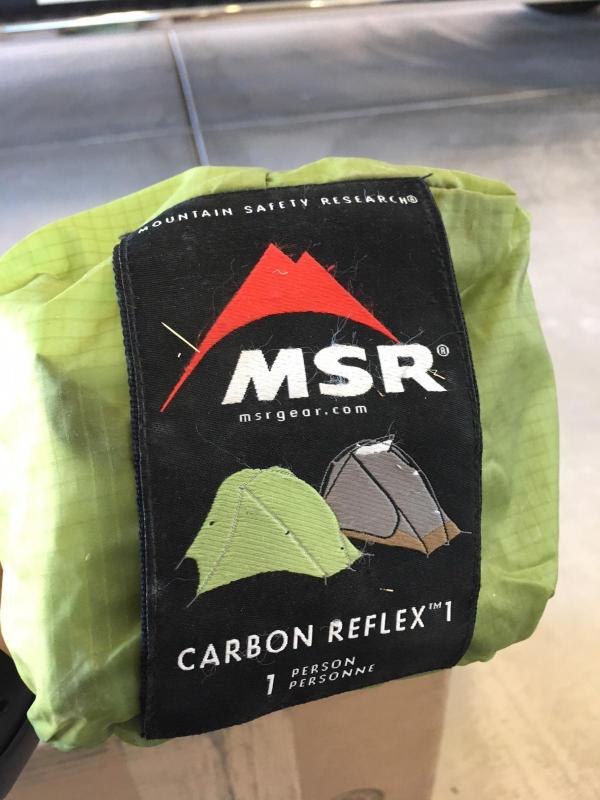 MOUNTAIN SAFETY RESEARCH®
MSR®
msrgear.com
CARBON REFLEX™1
1 PERSON
PERSONNE